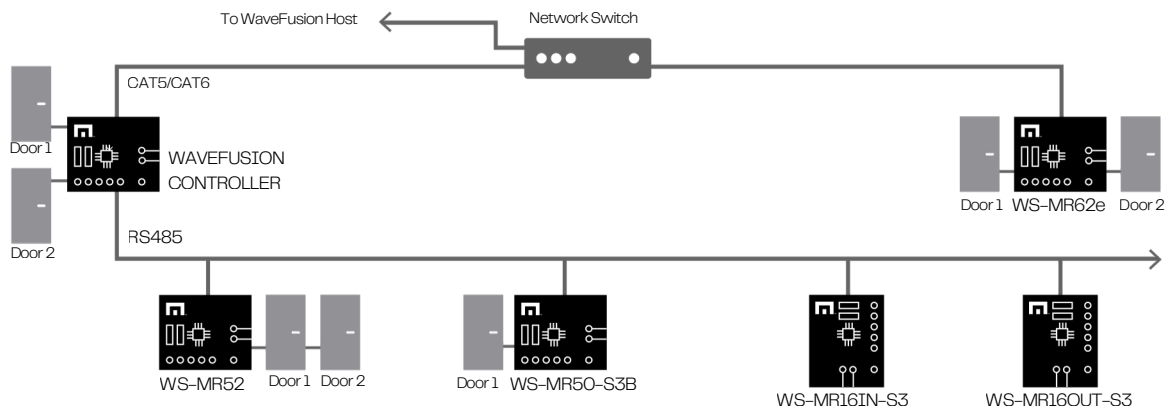 To WaveFusion Host
Network Switch
CAT5/CAT6
Door 1
WAVEFUSION
CONTROLLER
Door 2
RS485
Door 1
WS-MR62e
Door 2
WS-MR52
Door 1
Door 2
Door 1
WS-MR50-S3B
WS-MR16IN-S3
WS-MR16OUT-S3